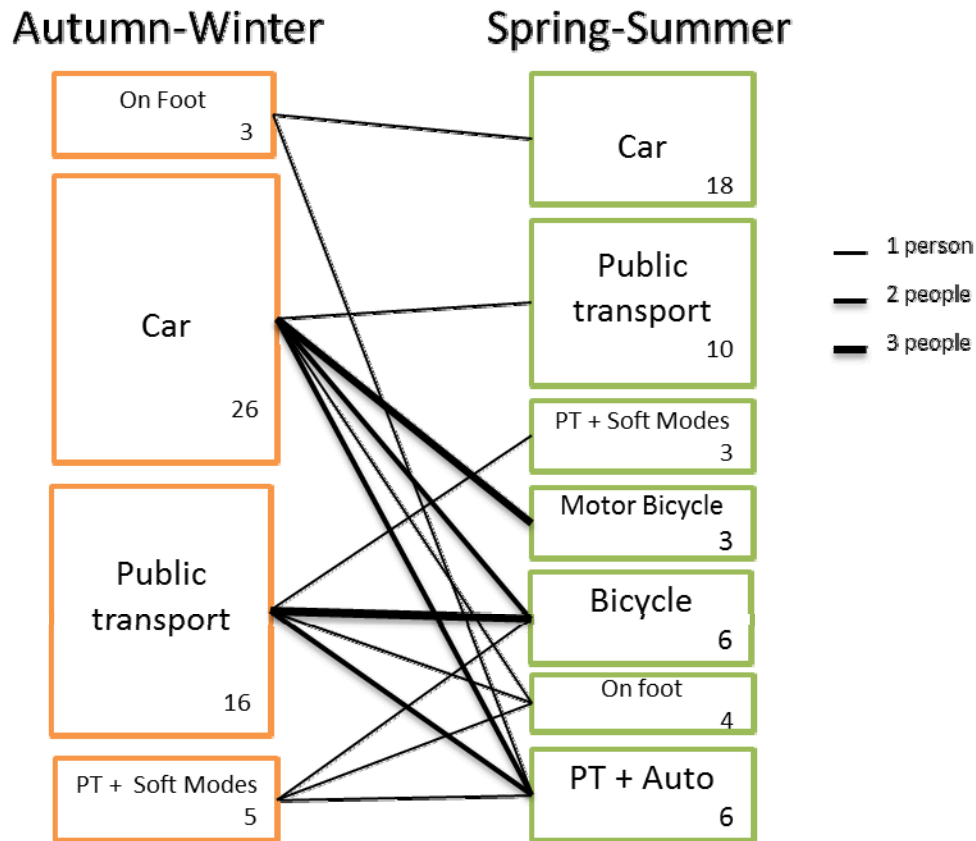 Autumn-Winter
Spring-Summer
On Foot
3
Car
26
Public
transport
16
PT + Soft Modes
5
Car
18
Public
transport
10
PT + Soft Modes
3
Motor Bicycle
3
Bicycle
6
On foot
4
PT + Auto
6
1 person
2 people
3 people